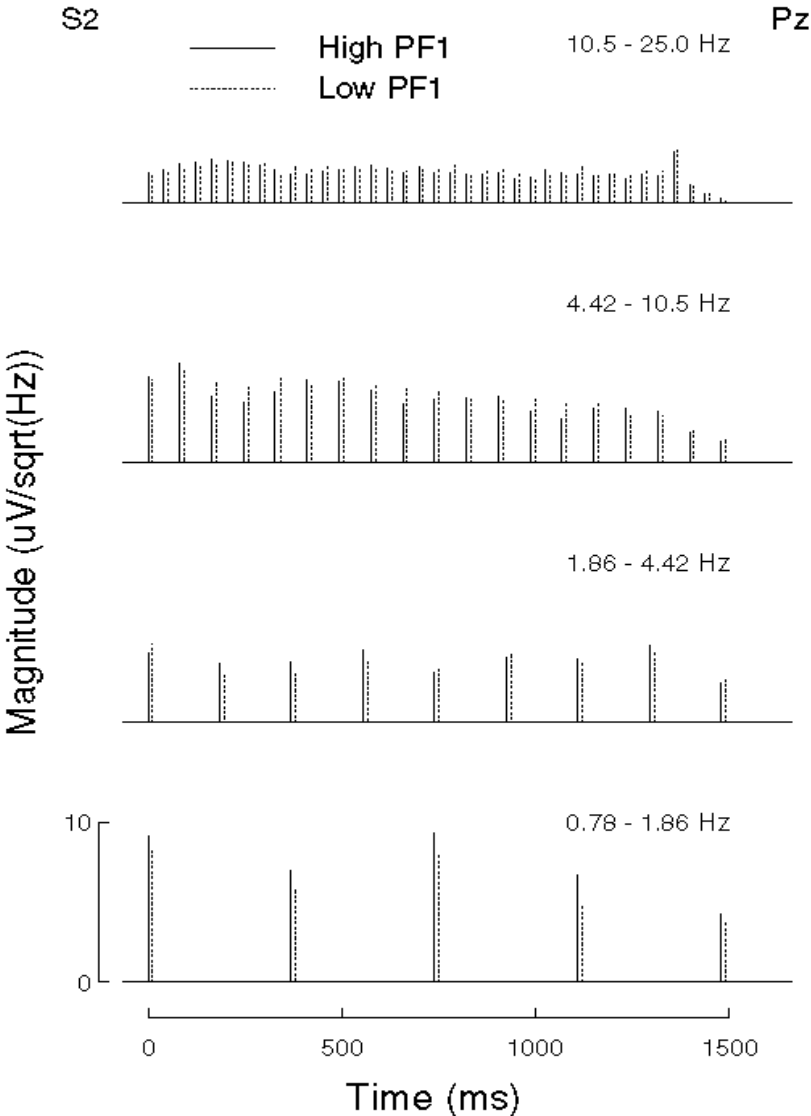 S2
Pz
High PF1
Low PF1
10.5 - 25.0 Hz
4.42 - 10.5 Hz
1.86 - 4.42 Hz
0.78 - 1.86 Hz
Magnitude (uV/sqrt(Hz))
10
0
0 500 1000 1500
Time (ms)